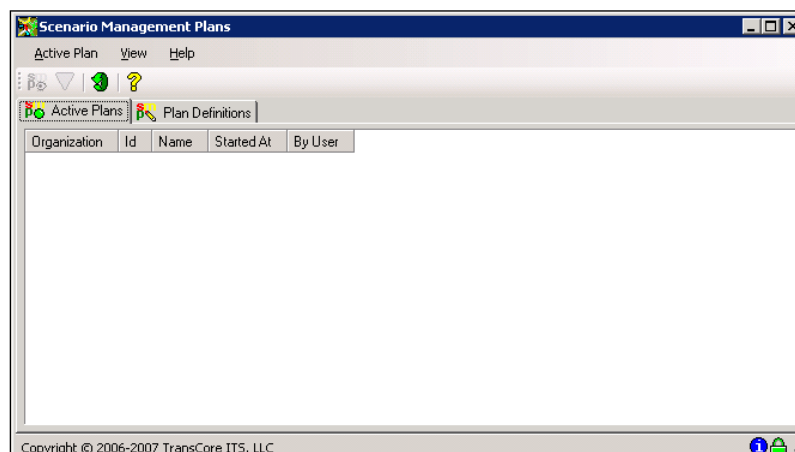 Scenario Management Plans
Active Plan View Help
Active Plans Plan Definitions
Organization Id Name Started At By User
Copyright © 2006-2007 TransCore ITS, LLC